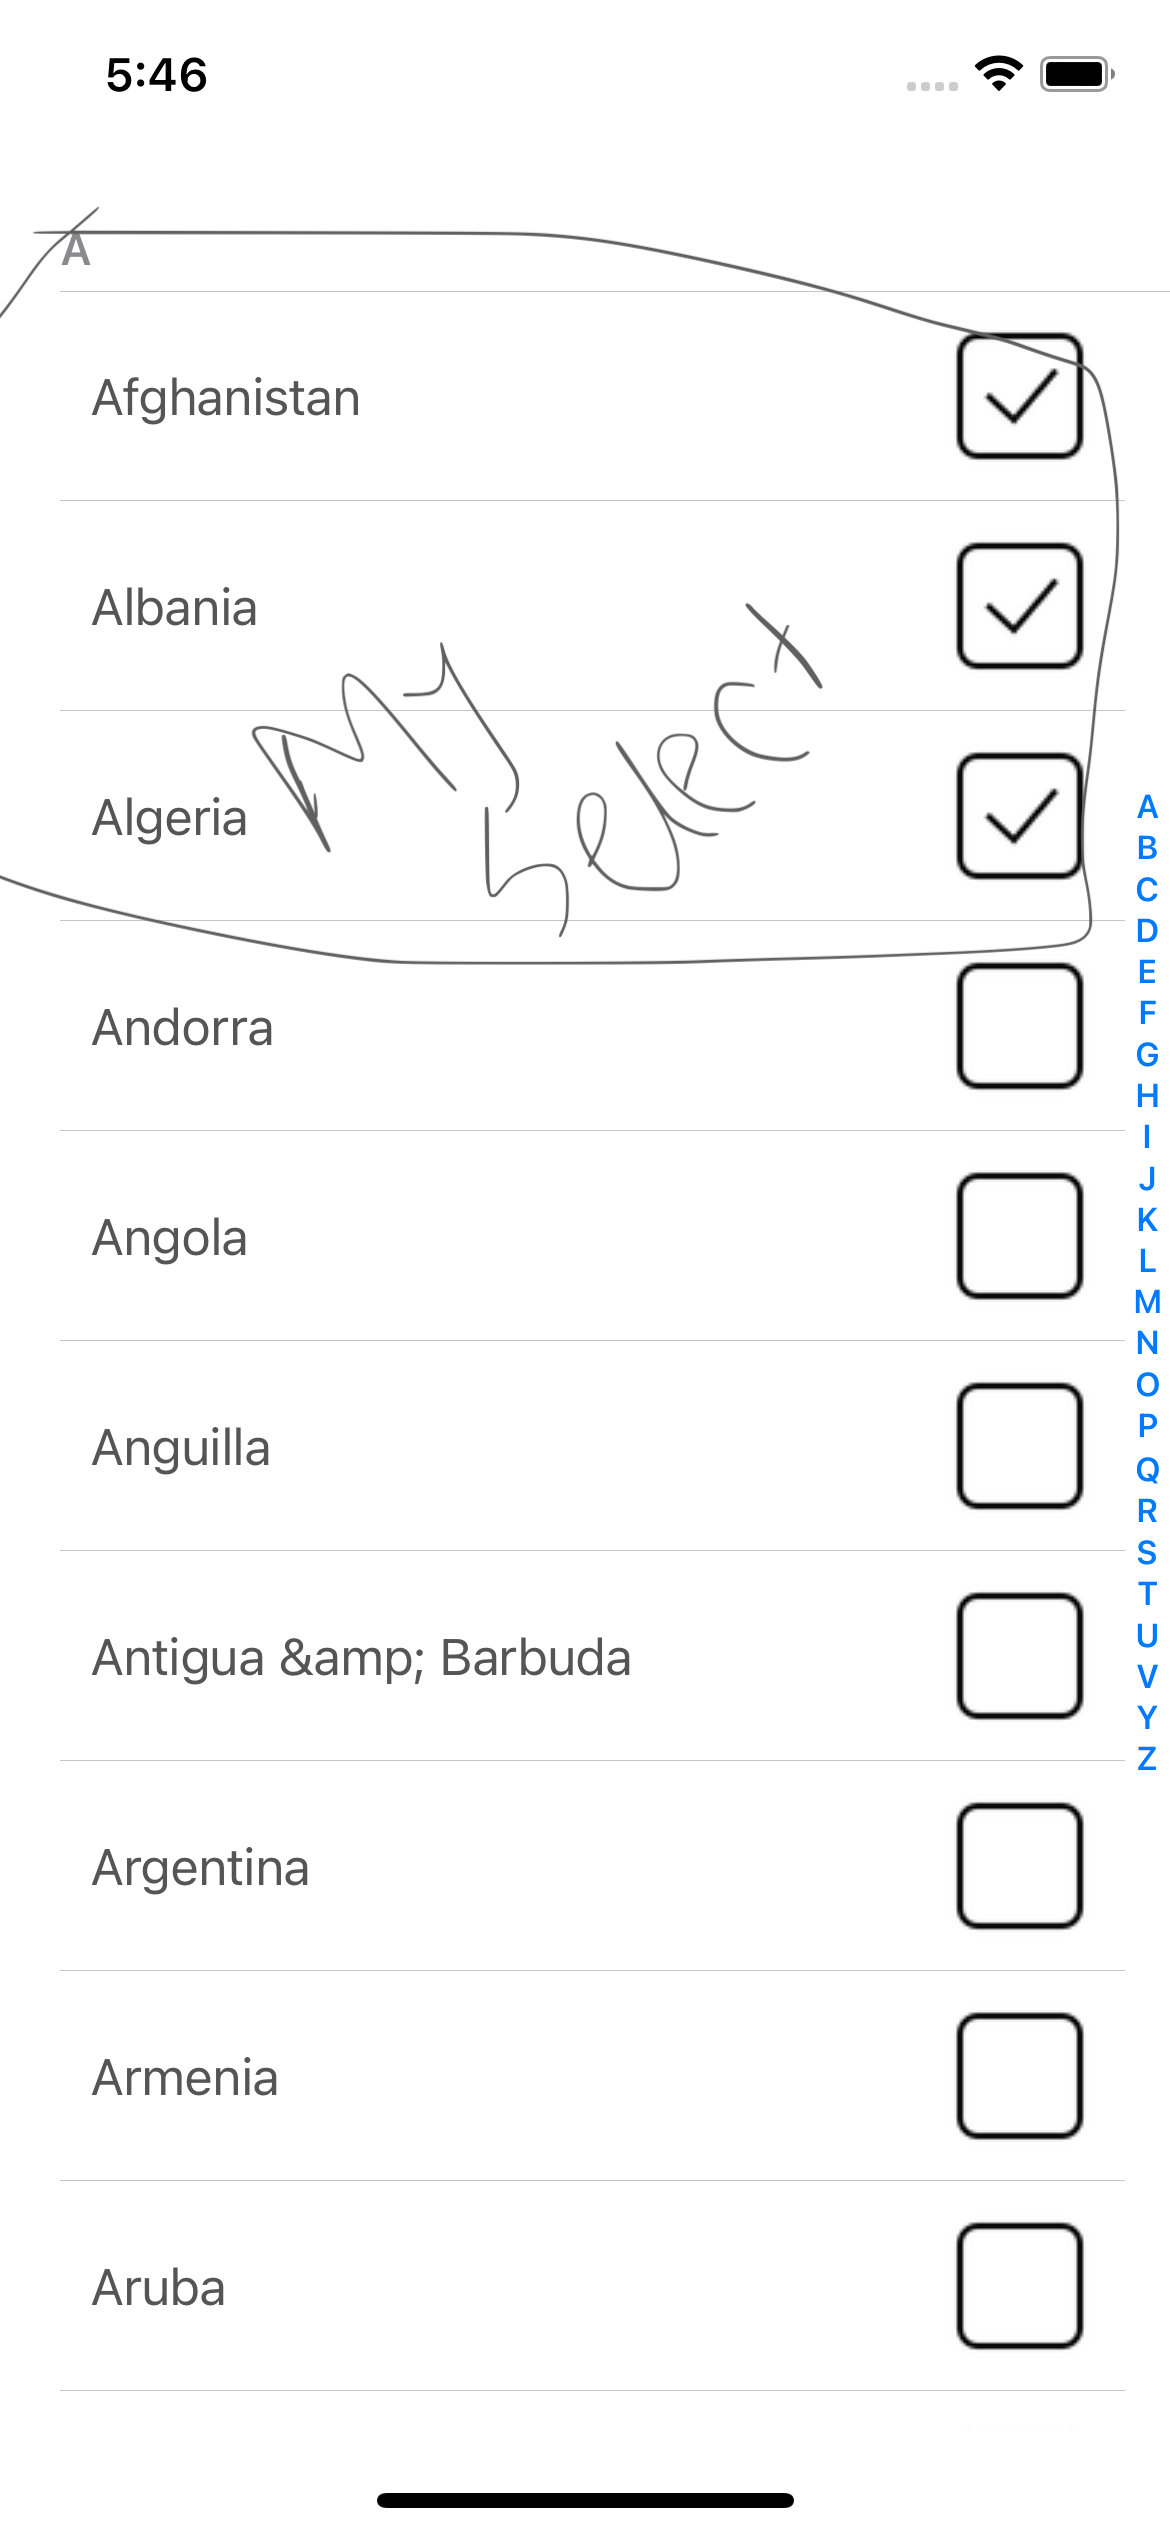 5:46
A
Afghanistan
Albania
My
select
Algeria
Andorra
Angola
Anguilla
Antigua &amp; Barbuda
Argentina
Armenia
Aruba
A
B
C
D
E
F
G
H
I
J
K
L
M
N
O
P
Q
R
S
T
U
V
Y
Z